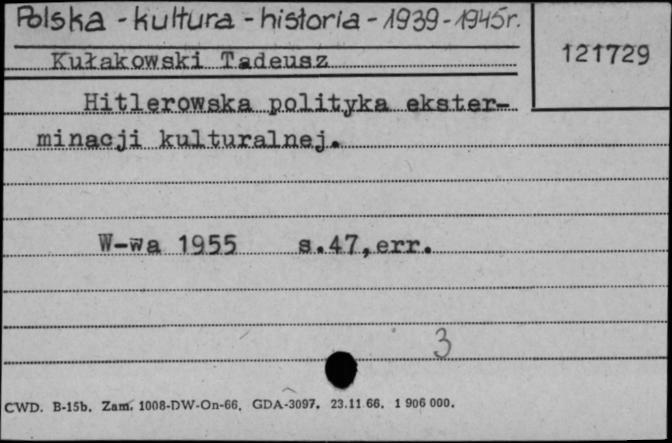 Polska - kultura - historia - 1939 - 1945r.
121729
Kułakowski Tadeusz
Hitlerowska polityka ekster-
minacji kulturalnej.
W-wa 1955 s.47,err.
3
CWD. B-15b. Zam. 1008-DW-On-66. GDA-3097. 23.11 66. 1 906 000.